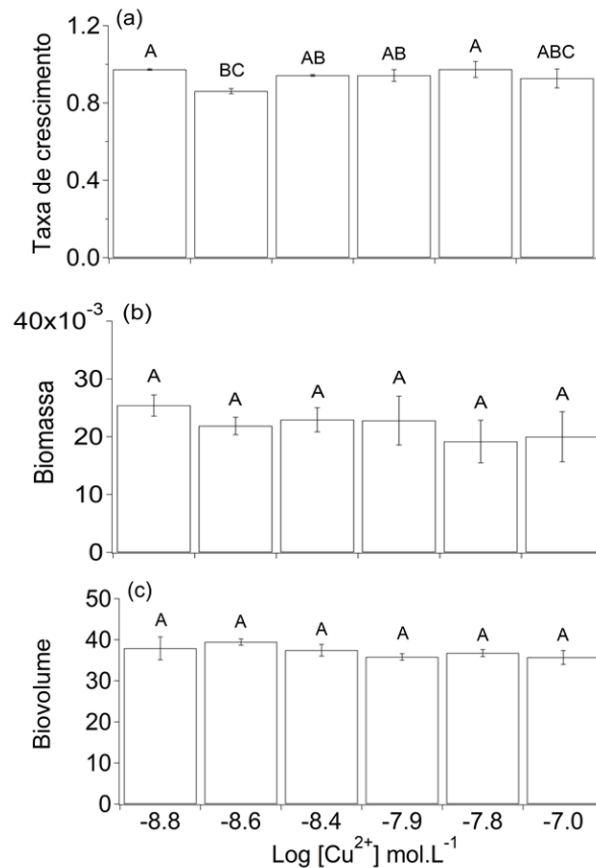 (a)
1.2
0.8
0.4
0.0
Taxa de crescimento
A
BC
AB
AB
A
ABC
(b)
40x10⁻³
30
20
10
0
Biomassa
A
A
A
A
A
A
(c)
50
40
30
20
10
0
Biovolume
A
A
A
A
A
A
-8.8 -8.6 -8.4 -7.9 -7.8 -7.0
Log [Cu²⁺] mol.L⁻¹